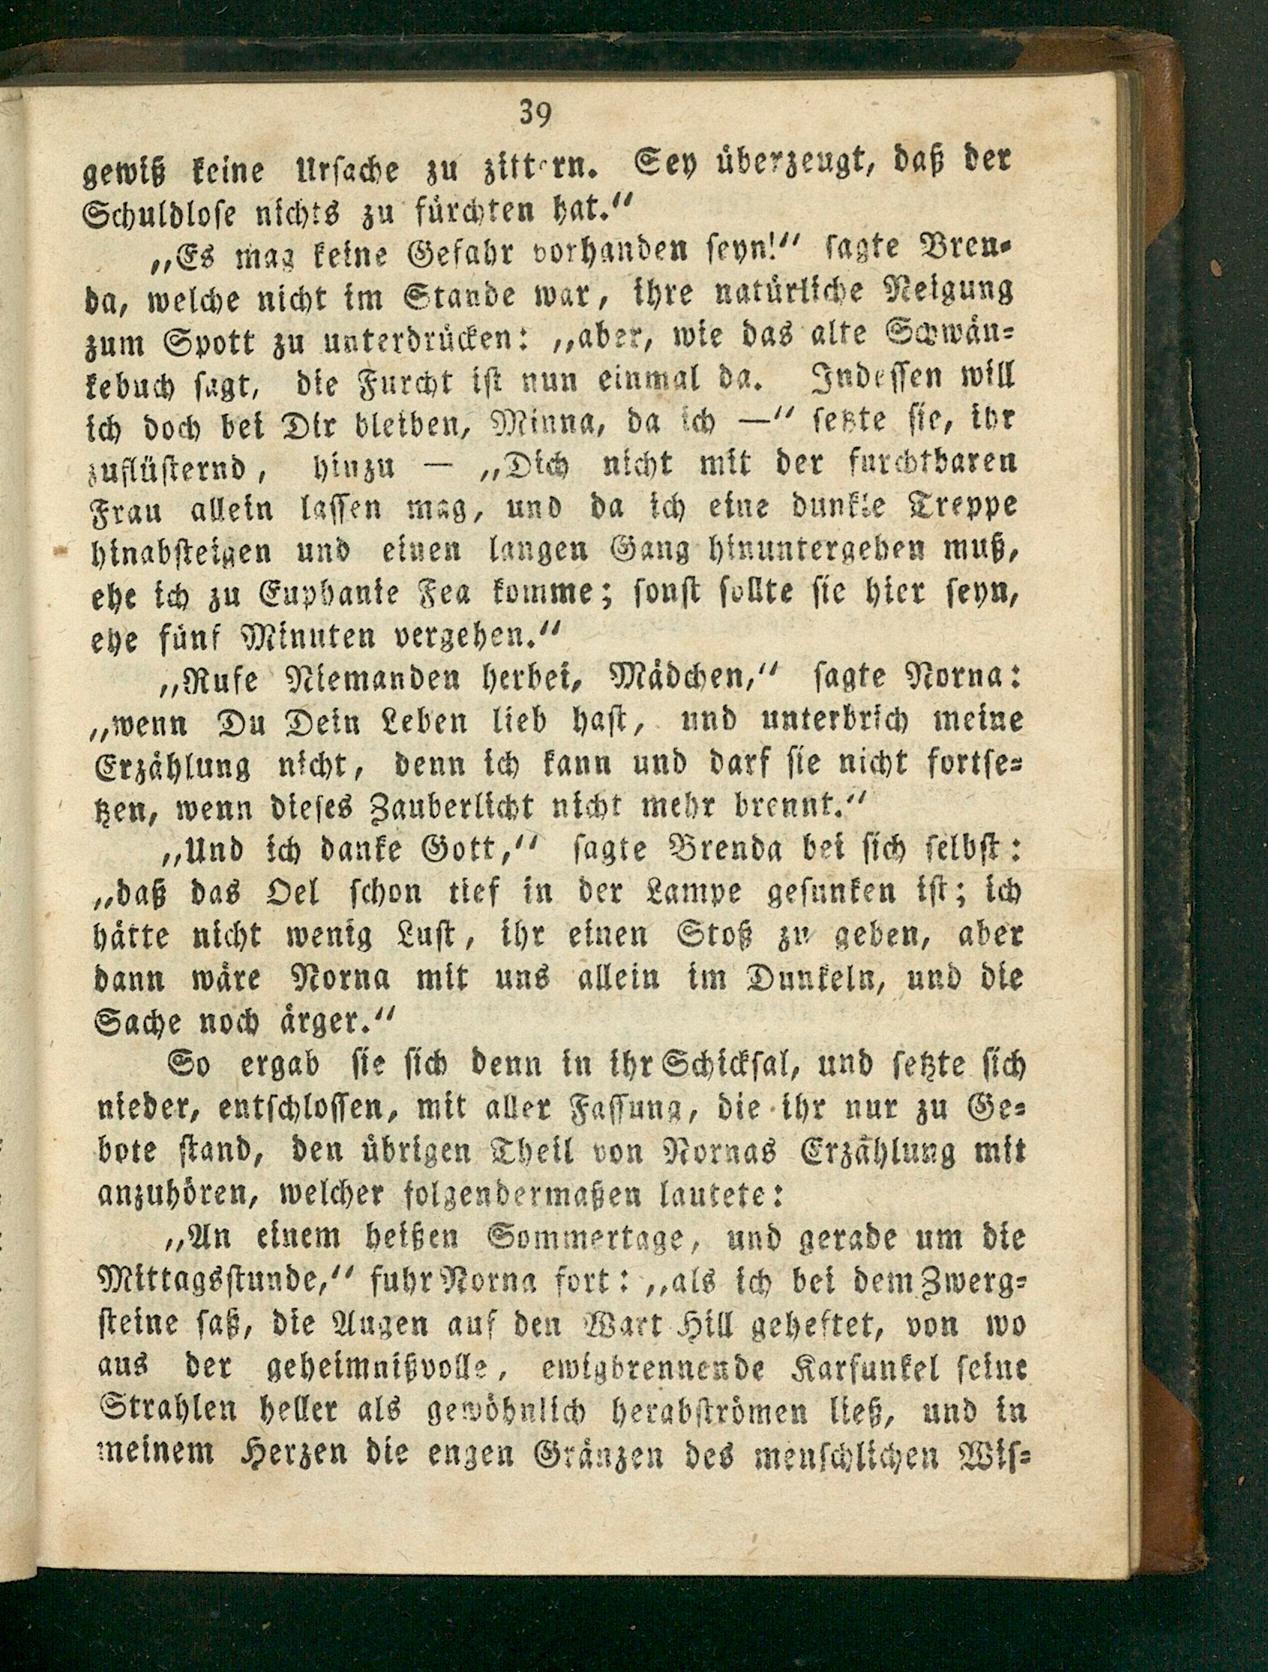 39
gewiß keine Ursache zu zittern. Sey überzeugt, daß der
Schuldlose nichts zu fürchten hat.“
„Es mag keine Gefahr vorhanden seyn!“ sagte Bren-
da, welche nicht im Stande war, ihre natürliche Neigung
zum Spott zu unterdrücken: „aber, wie das alte Schwän-
kebuch sagt, die Furcht ist nun einmal da. Indessen will
ich doch bei Dir bleiben, Minna, da ich —“ setzte sie, ihr
zuflüsternd, hinzu — „Dich nicht mit der furchtbaren
Frau allein lassen mag, und da ich eine dunkle Treppe
hinabsteigen und einen langen Gang hinuntergehen muß,
ehe ich zu Euphanie Fea komme; sonst sollte sie hier seyn,
ehe fünf Minuten vergehen.“
„Rufe Niemanden herbei, Mädchen,“ sagte Norna:
„wenn Du Dein Leben lieb hast, und unterbrich meine
Erzählung nicht, denn ich kann und darf sie nicht fortse-
tzen, wenn dieses Zauberlicht nicht mehr brennt.“
„Und ich danke Gott,“ sagte Brenda bei sich selbst:
„daß das Oel schon tief in der Lampe gesunken ist; ich
hätte nicht wenig Lust, ihr einen Stoß zu geben, aber
dann wäre Norna mit uns allein im Dunkeln, und die
Sache noch ärger.“
So ergab sie sich denn in ihr Schicksal, und setzte sich
nieder, entschlossen, mit aller Fassung, die ihr nur zu Ge-
bote stand, den übrigen Theil von Nornas Erzählung mit
anzuhören, welcher folgendermaßen lautete:
„An einem heißen Sommertage, und gerade um die
Mittagsstunde,“ fuhr Norna fort: „als ich bei dem Zwerg-
steine saß, die Augen auf den Wart Hill geheftet, von wo
aus der geheimnißvolle, ewigbrennende Karfunkel seine
Strahlen heller als gewöhnlich herabströmen ließ, und in
meinem Herzen die engen Gränzen des menschlichen Wis-